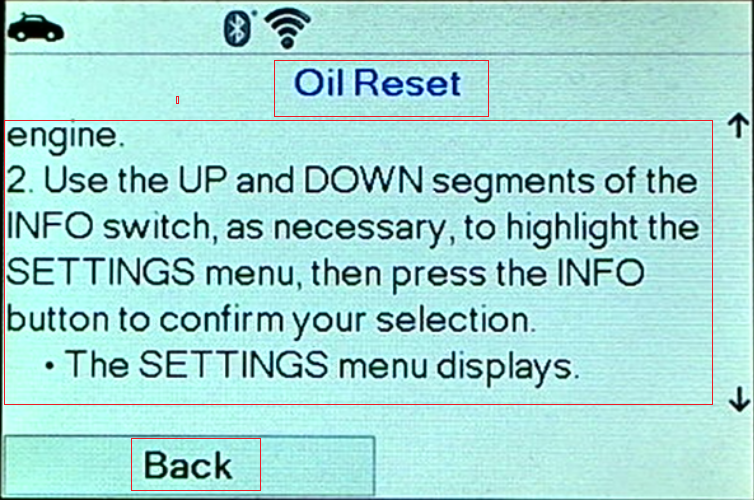 Oil Reset
engine.
2. Use the UP and DOWN segments of the
INFO switch, as necessary, to highlight the
SETTINGS menu, then press the INFO
button to confirm your selection.
• The SETTINGS menu displays.
Back